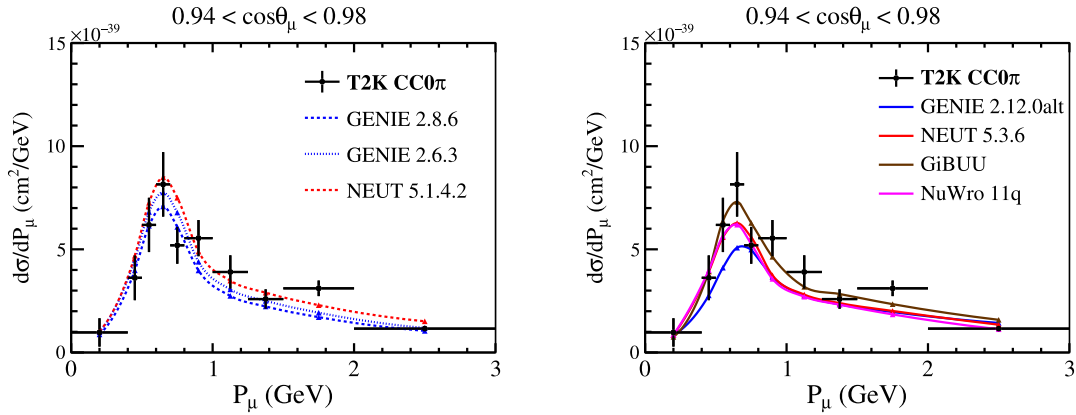 0.94 < cosθμ < 0.98
×10⁻³⁹
15
10
5
0
dσ/dPμ (cm²/GeV)
T2K CC0π
GENIE 2.8.6
GENIE 2.6.3
NEUT 5.1.4.2
0 1 2 3
Pμ (GeV)
0.94 < cosθμ < 0.98
×10⁻³⁹
15
10
5
0
dσ/dPμ (cm²/GeV)
T2K CC0π
GENIE 2.12.0alt
NEUT 5.3.6
GiBUU
NuWro 11q
0 1 2 3
Pμ (GeV)